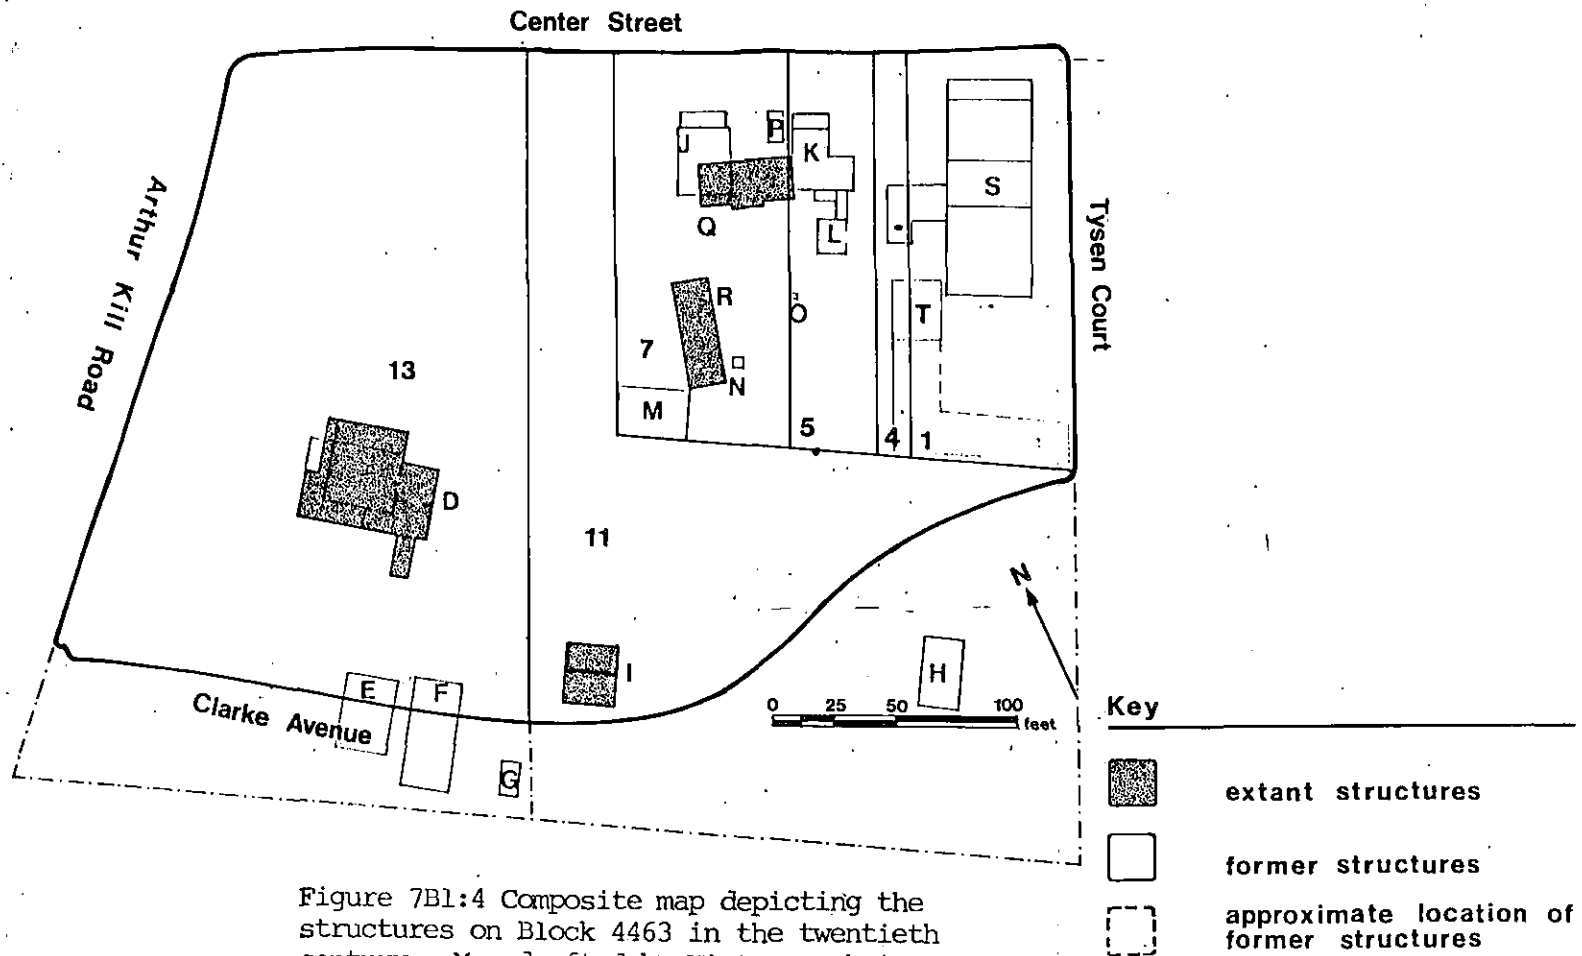 Center Street
Arthur Kill Road
Tysen Court
J
P
K
S
Q
L
R
O
T
7
N
13
M
5
4
1
D
11
N
I
H
E
F
Clarke Avenue
G
0 25 50 100
feet
Key
extant structures
former structures
approximate location of
former structures
Figure 7B1:4 Composite map depicting the
structures on Block 4463 in the twentieth